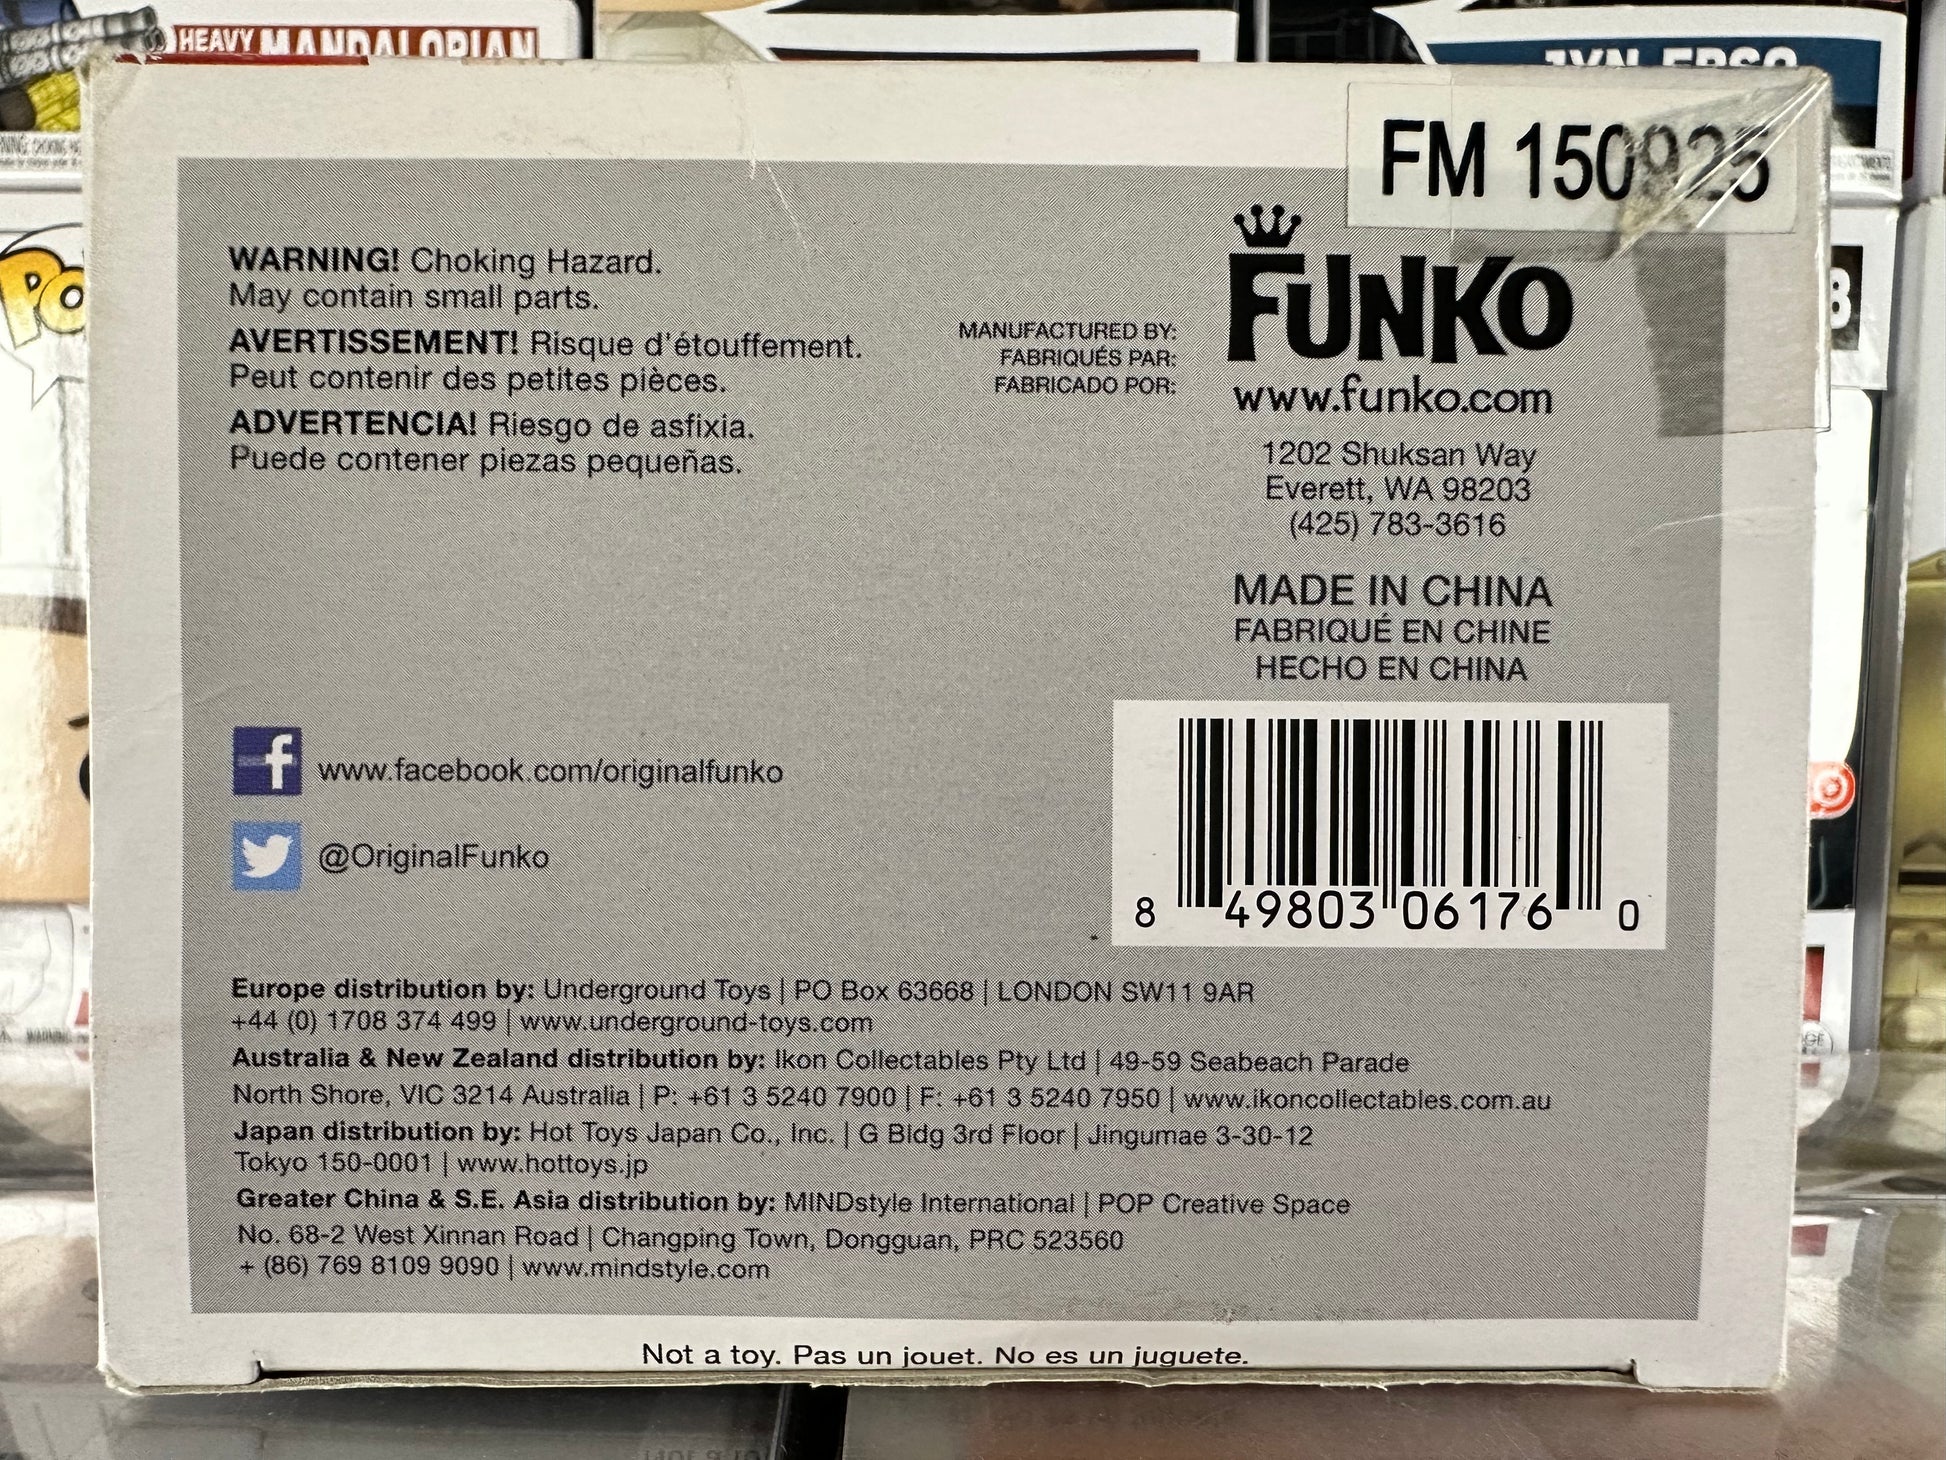 HEAVY MANDALORIAN
JYN ERSO
FM 150925
WARNING! Choking Hazard.
May contain small parts.
AVERTISSEMENT! Risque d'étouffement.
Peut contenir des petites pièces.
ADVERTENCIA! Riesgo de asfixia.
Puede contener piezas pequeñas.
MANUFACTURED BY:
FABRIQUÉS PAR:
FABRICADO POR:
FUNKO
www.funko.com
1202 Shuksan Way
Everett, WA 98203
(425) 783-3616
MADE IN CHINA
FABRIQUÉ EN CHINE
HECHO EN CHINA
www.facebook.com/originalfunko
@OriginalFunko
8 49803 06176 0
Europe distribution by: Underground Toys | PO Box 63668 | LONDON SW11 9AR
+44 (0) 1708 374 499 | www.underground-toys.com
Australia & New Zealand distribution by: Ikon Collectables Pty Ltd | 49-59 Seabeach Parade
North Shore, VIC 3214 Australia | P: +61 3 5240 7900 | F: +61 3 5240 7950 | www.ikoncollectables.com.au
Japan distribution by: Hot Toys Japan Co., Inc. | G Bldg 3rd Floor | Jingumae 3-30-12
Tokyo 150-0001 | www.hottoys.jp
Greater China & S.E. Asia distribution by: MINDstyle International | POP Creative Space
No. 68-2 West Xinnan Road | Changping Town, Dongguan, PRC 523560
+ (86) 769 8109 9090 | www.mindstyle.com
Not a toy. Pas un jouet. No es un juguete.